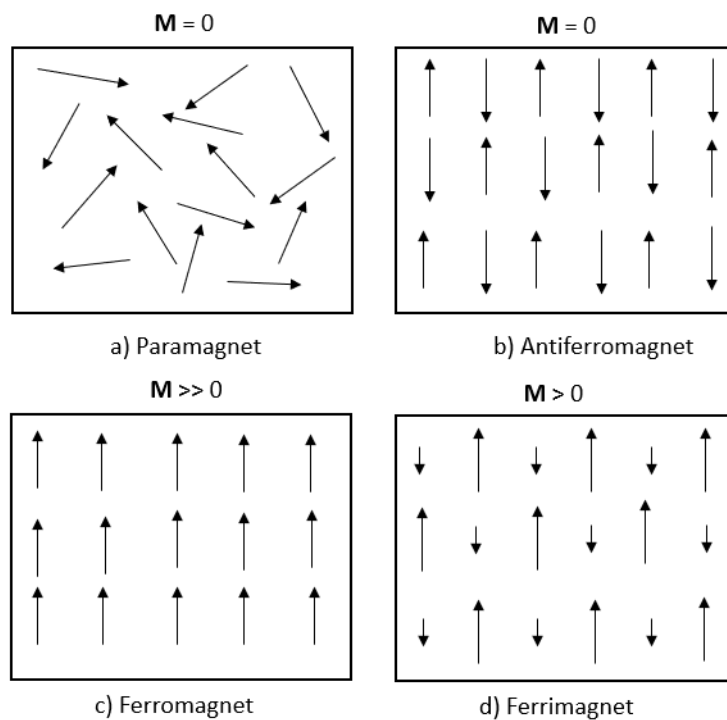 M = 0
M = 0
a) Paramagnet
b) Antiferromagnet
M >> 0
M > 0
c) Ferromagnet
d) Ferrimagnet